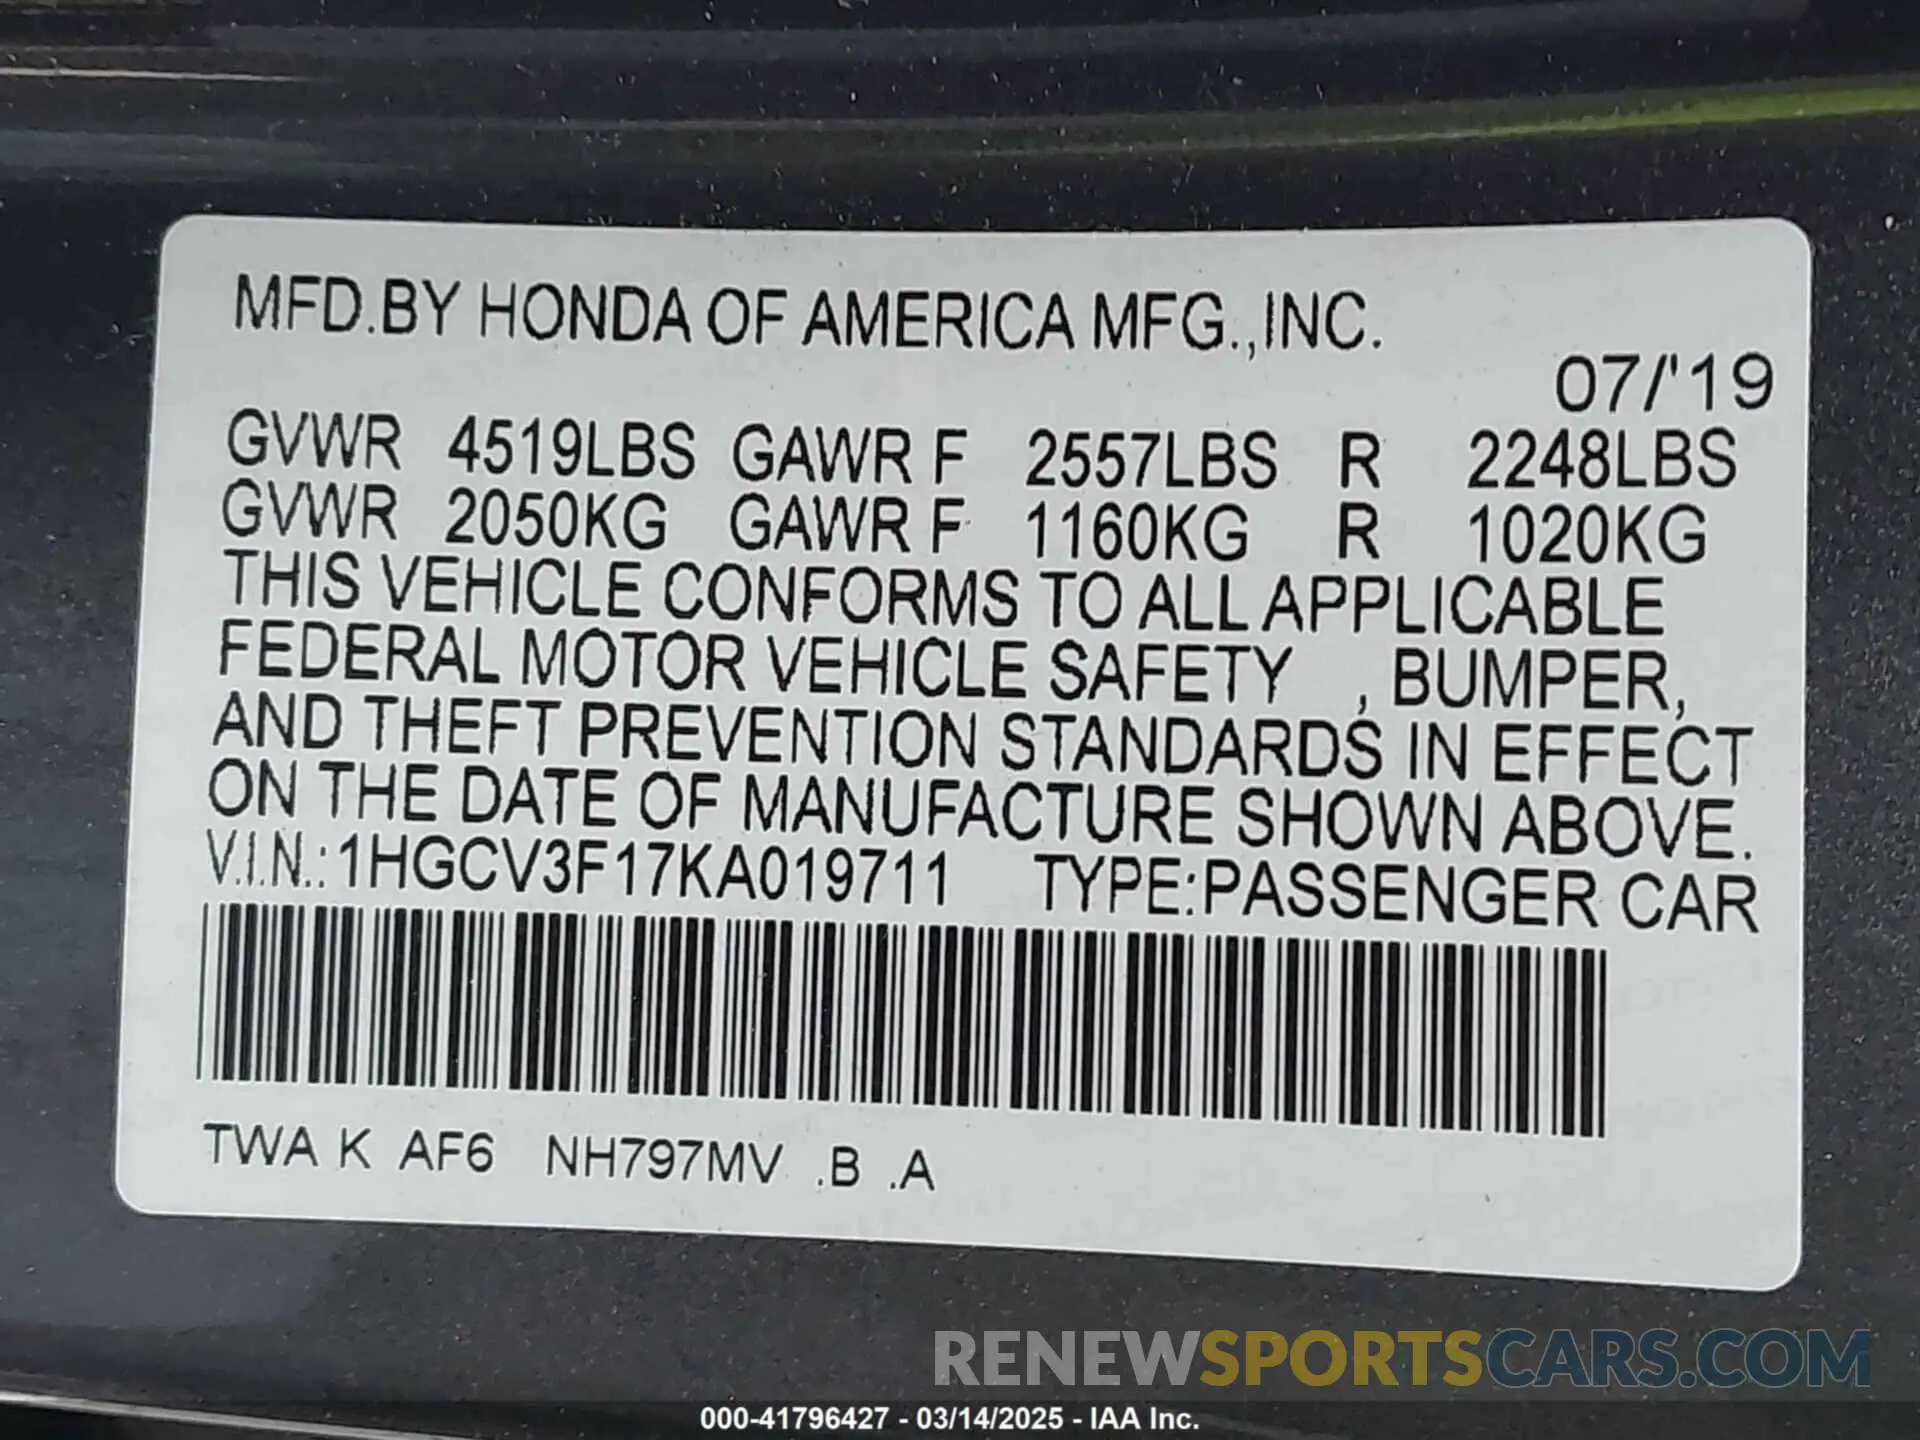 MFD.BY HONDA OF AMERICA MFG.,INC.
07/'19
GVWR 4519LBS GAWR F 2557LBS R 2248LBS
GVWR 2050KG GAWR F 1160KG R 1020KG
THIS VEHICLE CONFORMS TO ALL APPLICABLE
FEDERAL MOTOR VEHICLE SAFETY , BUMPER,
AND THEFT PREVENTION STANDARDS IN EFFECT
ON THE DATE OF MANUFACTURE SHOWN ABOVE.
V.I.N.:1HGCV3F17KA019711 TYPE:PASSENGER CAR
TWA K AF6 NH797MV .B .A
RENEWSPORTSCARS.COM
000-41796427 - 03/14/2025 - IAA Inc.